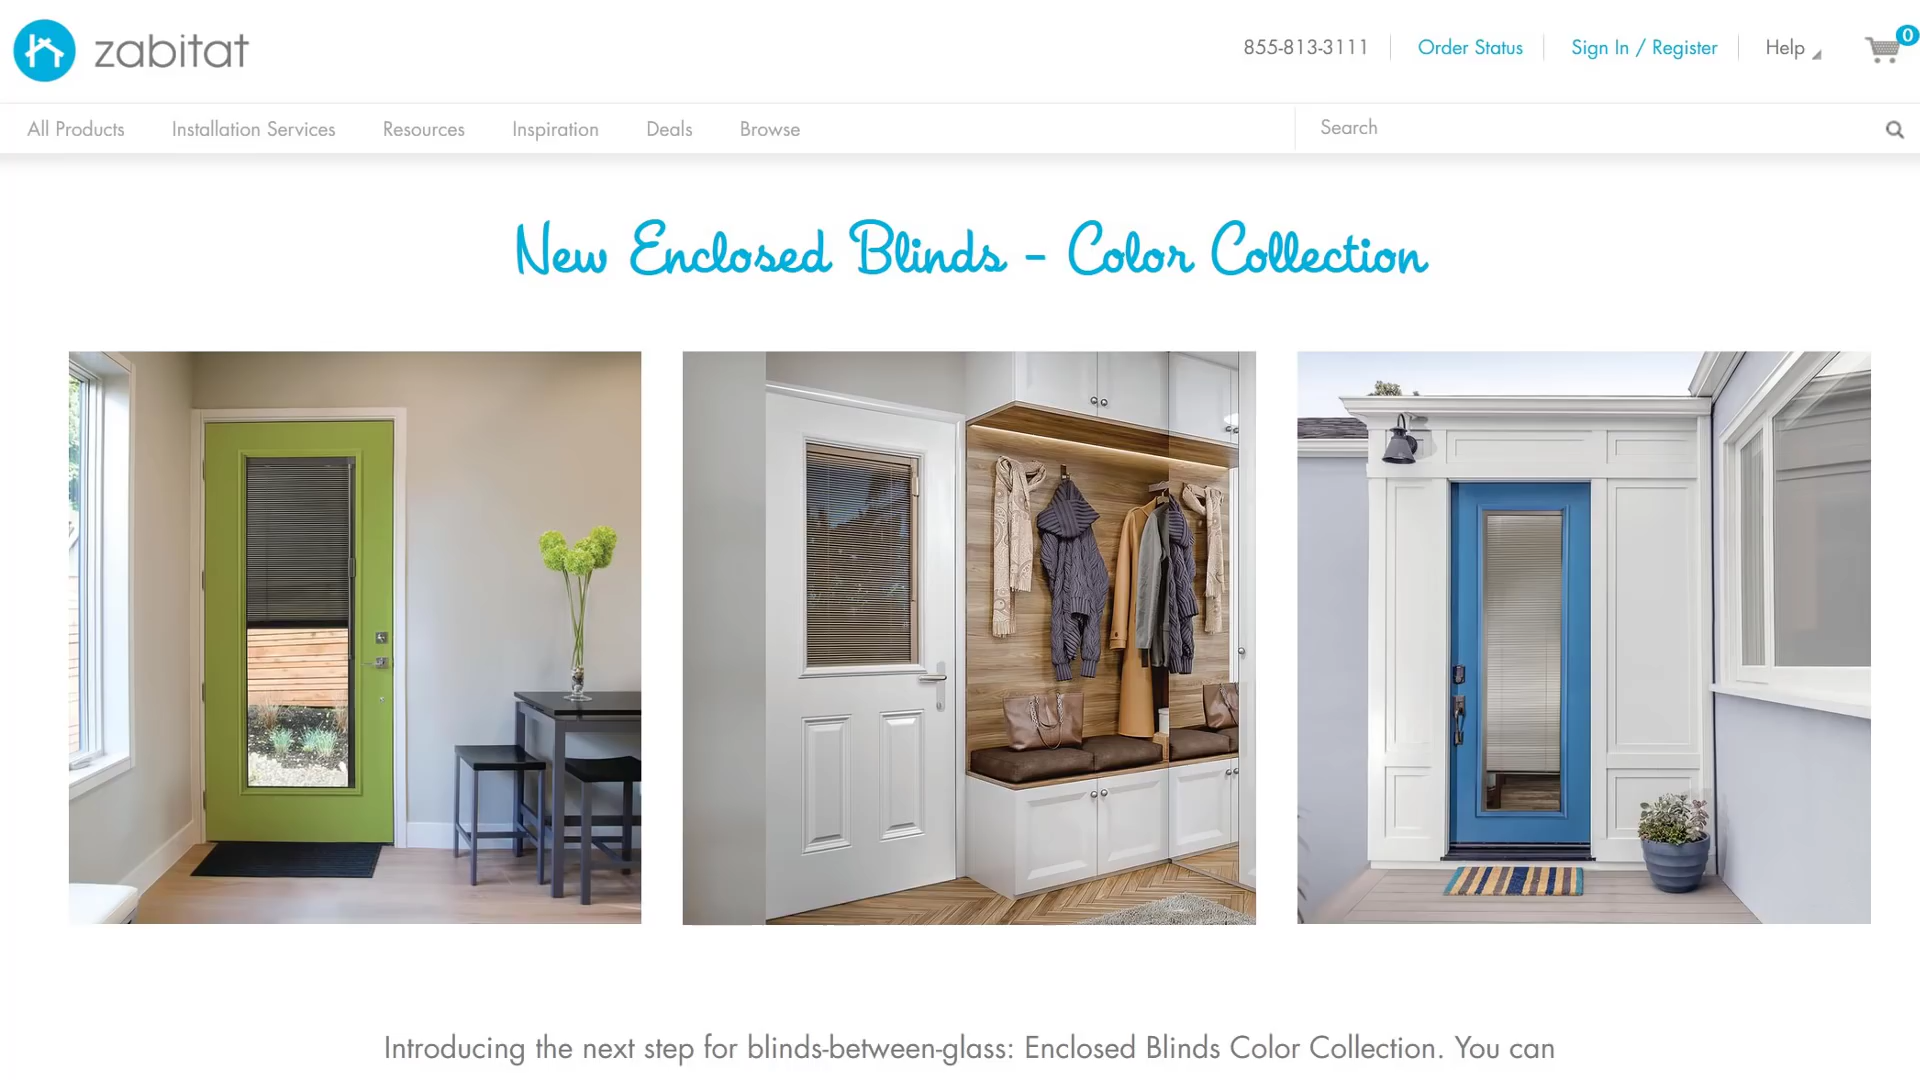 zabitat
855-813-3111
Order Status
Sign In / Register
Help
0
All Products
Installation Services
Resources
Inspiration
Deals
Browse
Search
New Enclosed Blinds - Color Collection
Introducing the next step for blinds-between-glass: Enclosed Blinds Color Collection. You can